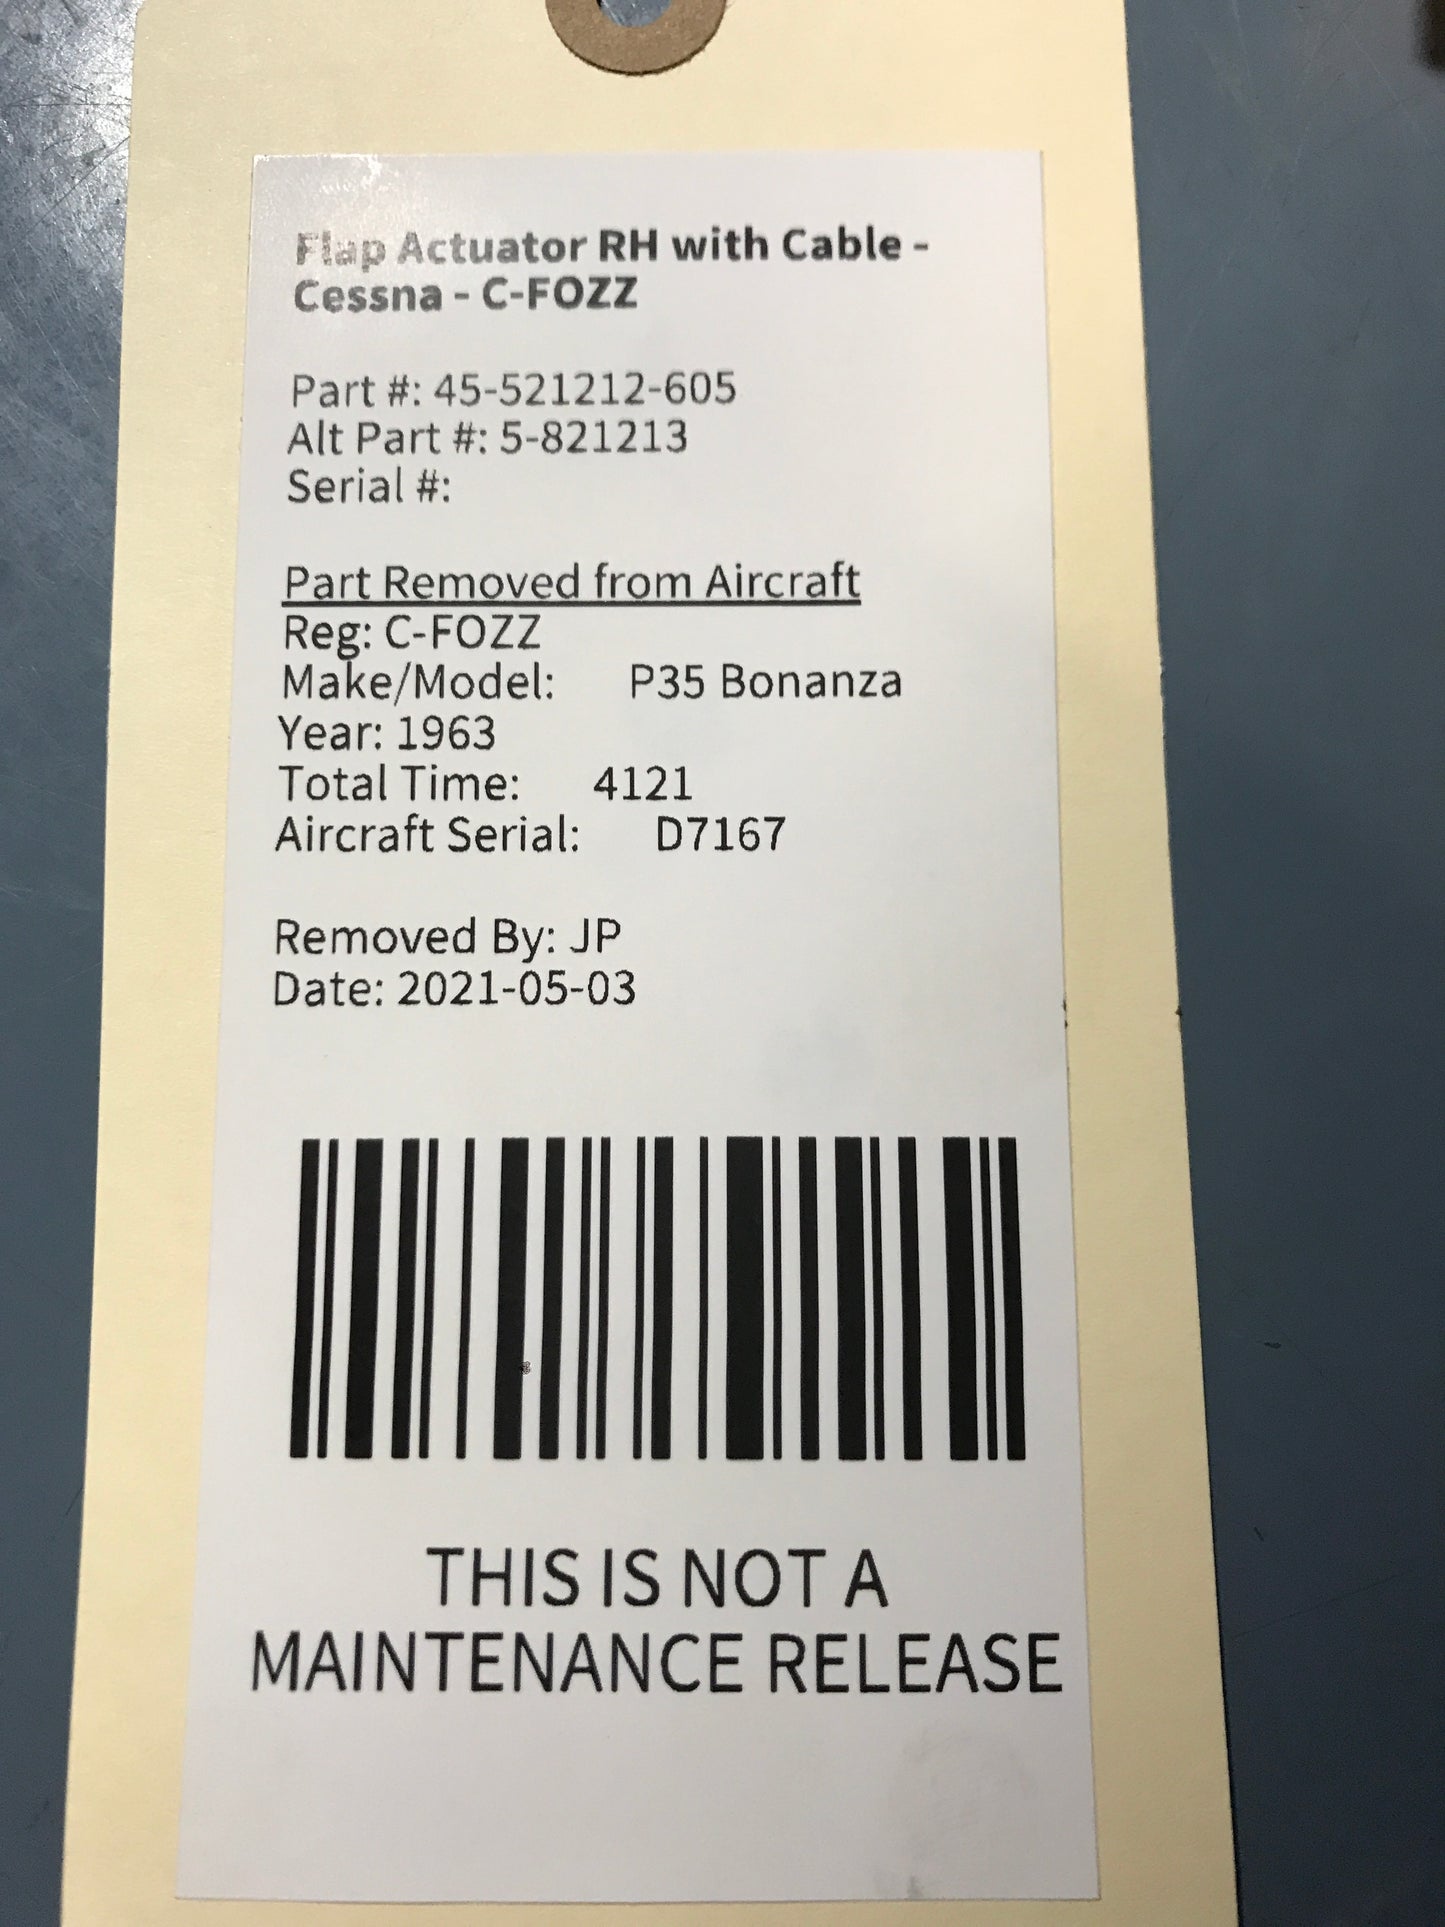 Flap Actuator RH with Cable -
Cessna - C-FOZZ
Part #: 45-521212-605
Alt Part #: 5-821213
Serial #:
Part Removed from Aircraft
Reg: C-FOZZ
Make/Model: P35 Bonanza
Year: 1963
Total Time: 4121
Aircraft Serial: D7167
Removed By: JP
Date: 2021-05-03
THIS IS NOT A
MAINTENANCE RELEASE